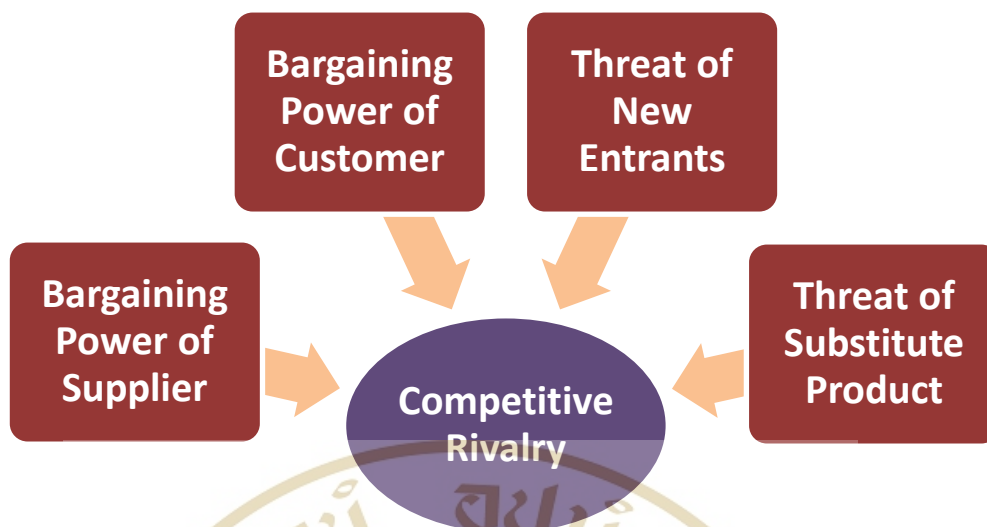 Bargaining
Power of
Customer
Threat of
New
Entrants
Bargaining
Power of
Supplier
Threat of
Substitute
Product
Competitive
Rivalry